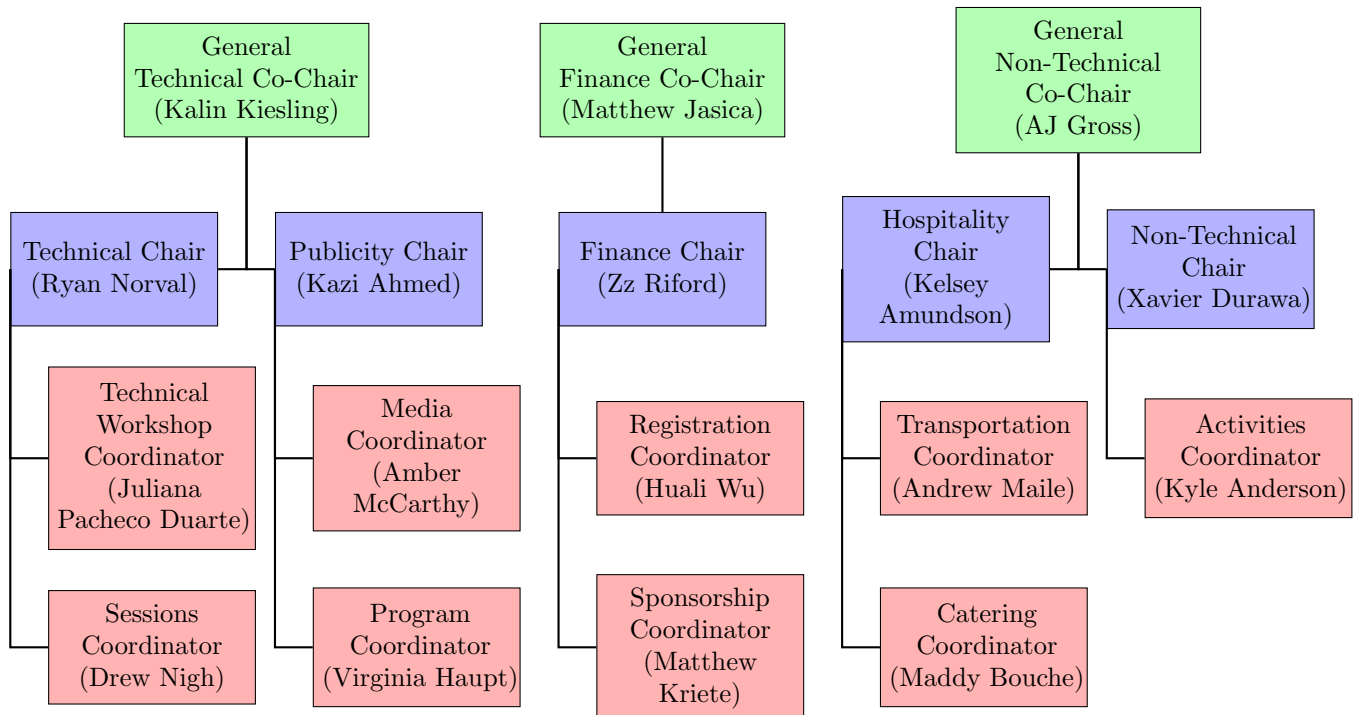 General
Technical Co-Chair
(Kalin Kiesling)
General
Finance Co-Chair
(Matthew Jasica)
General
Non-Technical
Co-Chair
(AJ Gross)
Technical Chair
(Ryan Norval)
Publicity Chair
(Kazi Ahmed)
Finance Chair
(Zz Riford)
Hospitality
Chair
(Kelsey
Amundson)
Non-Technical
Chair
(Xavier Durawa)
Technical
Workshop
Coordinator
(Juliana
Pacheco Duarte)
Media
Coordinator
(Amber
McCarthy)
Registration
Coordinator
(Huali Wu)
Transportation
Coordinator
(Andrew Maile)
Activities
Coordinator
(Kyle Anderson)
Sessions
Coordinator
(Drew Nigh)
Program
Coordinator
(Virginia Haupt)
Sponsorship
Coordinator
(Matthew
Kriete)
Catering
Coordinator
(Maddy Bouche)